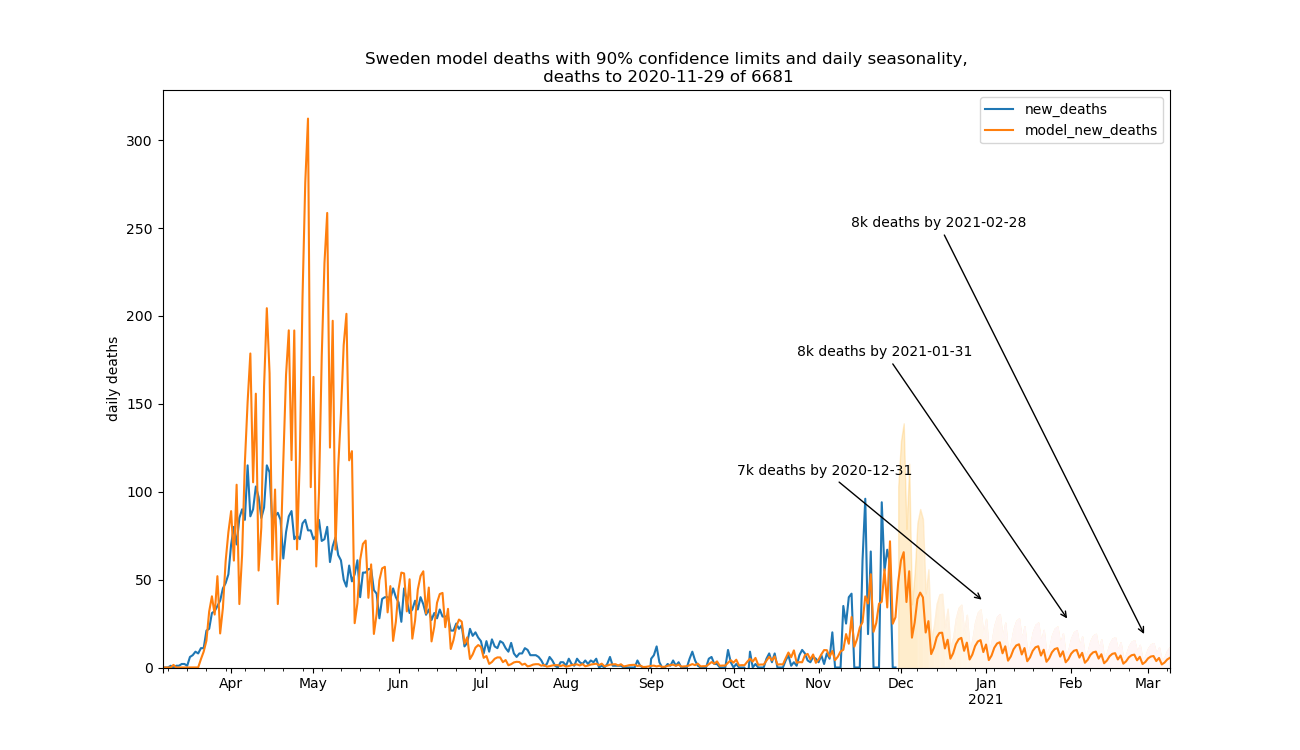 Sweden model deaths with 90% confidence limits and daily seasonality,
deaths to 2020-11-29 of 6681
new_deaths
model_new_deaths
300
250
200
150
100
50
0
daily deaths
8k deaths by 2021-02-28
8k deaths by 2021-01-31
7k deaths by 2020-12-31
Apr May Jun Jul Aug Sep Oct Nov Dec Jan Feb Mar
2021